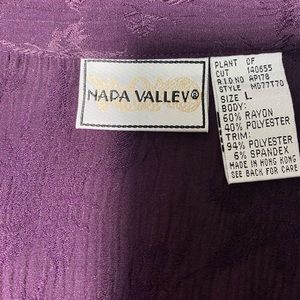 NAPA VALLEY®
PLANT OF
CUT 140655
R.I.D.NO AP178
STYLE MD77T70
SIZE L
BODY:
60% RAYON
40% POLYESTER
TRIM:
94% POLYESTER
6% SPANDEX
MADE IN HONG KONG
SEE BACK FOR CARE